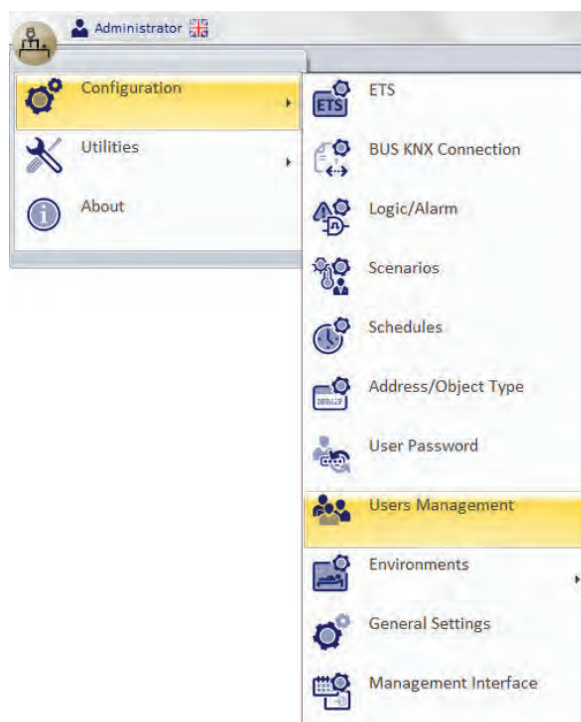 Administrator
Configuration
Utilities
About
ETS
ETS
BUS KNX Connection
Logic/Alarm
Scenarios
Schedules
Address/Object Type
User Password
Users Management
Environments
General Settings
Management Interface